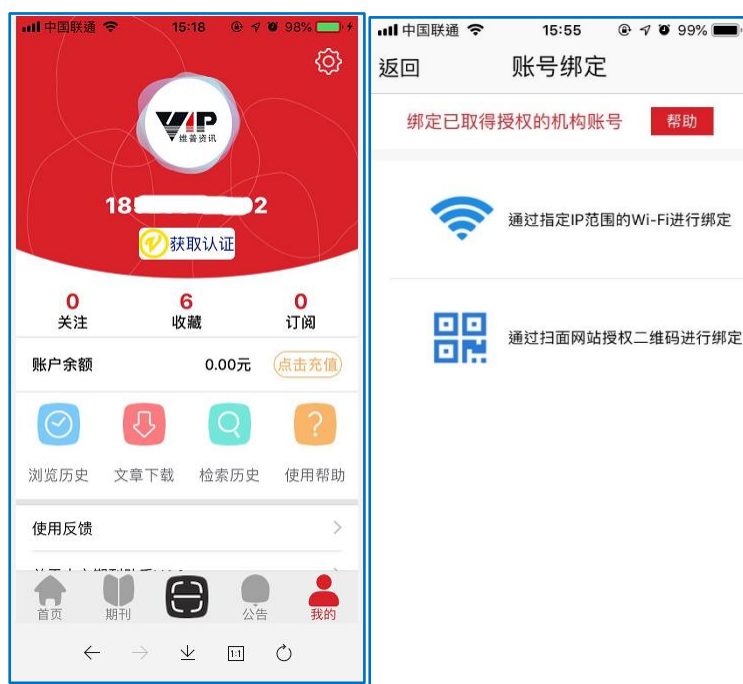 中国联通 15:18 98%
VIP
维普资讯
18 2
获取认证
0 6 0
关注 收藏 订阅
账户余额 0.00元 点击充值
浏览历史 文章下载 检索历史 使用帮助
使用反馈
首页 期刊 公告 我的
1:1
中国联通 15:55 99%
返回 账号绑定
绑定已取得授权的机构账号 帮助
通过指定IP范围的Wi-Fi进行绑定
通过扫面网站授权二维码进行绑定